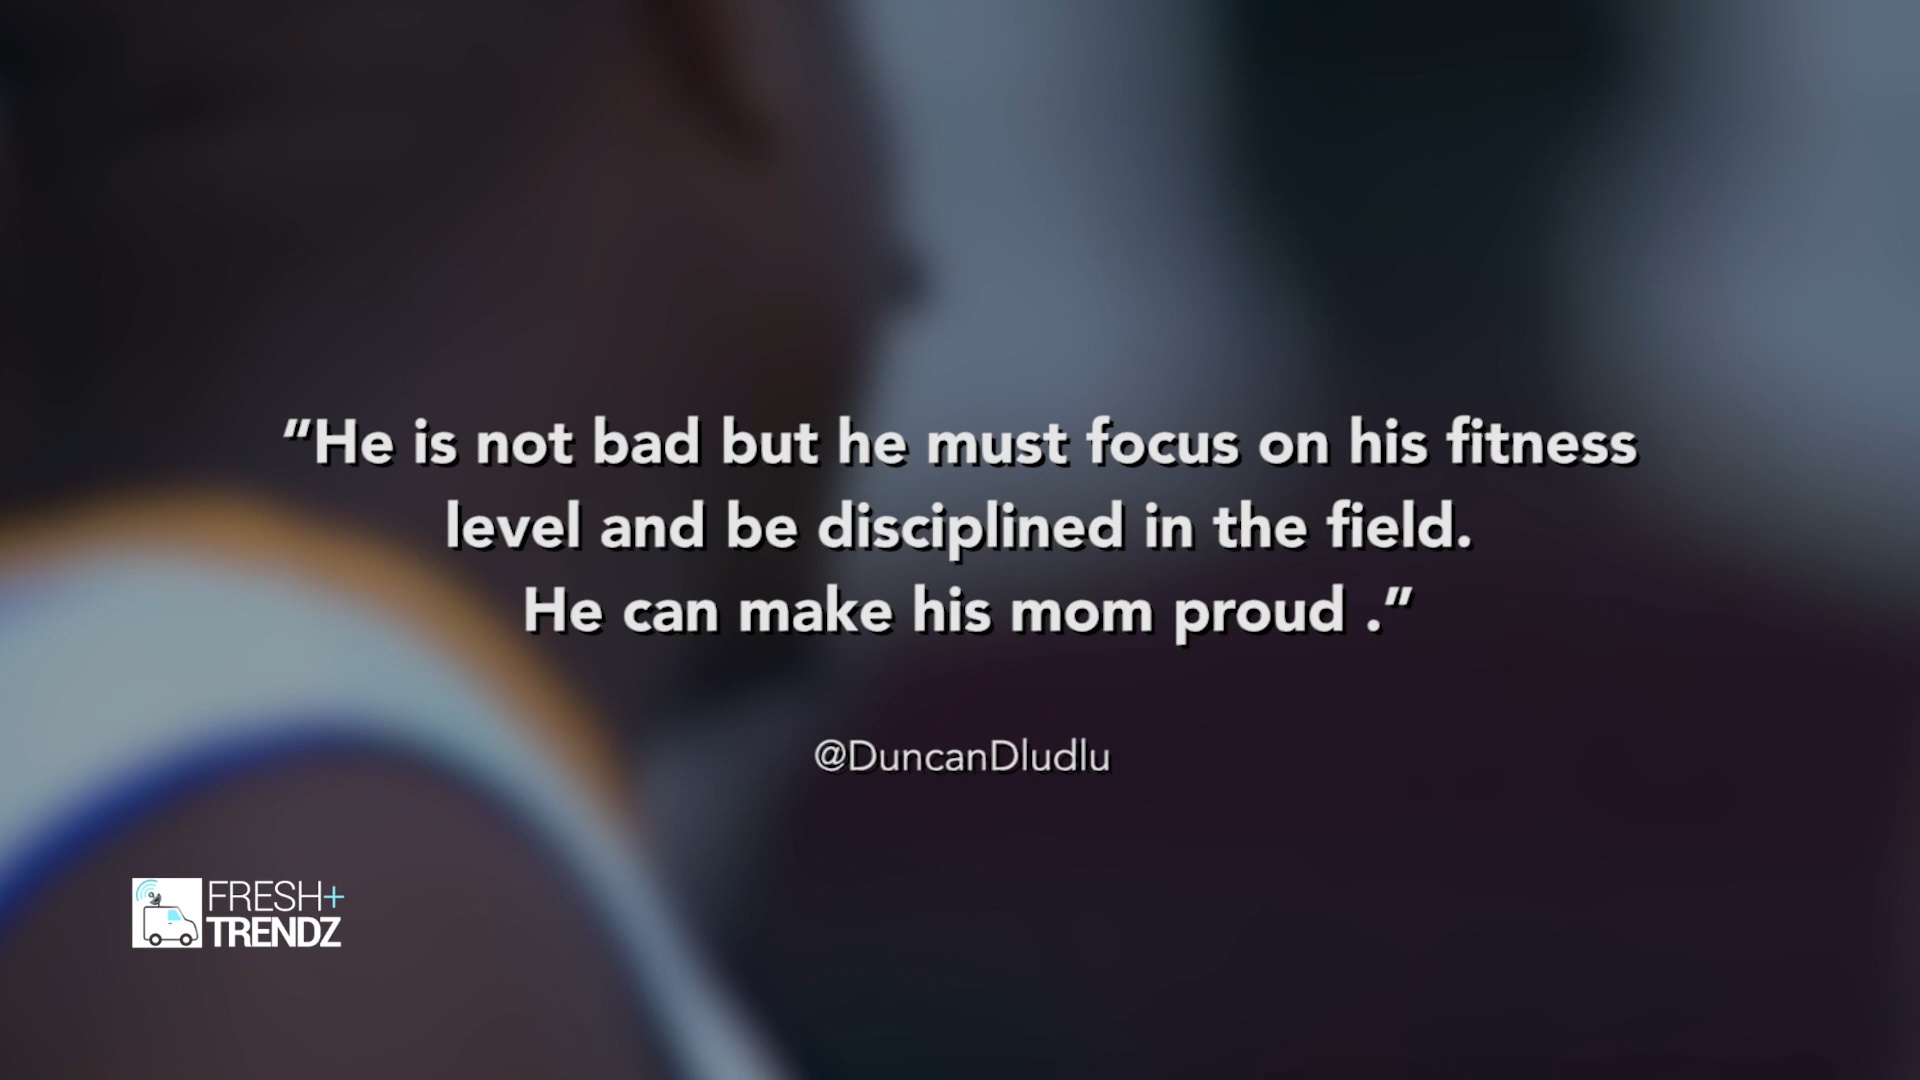 “He is not bad but he must focus on his fitness
level and be disciplined in the field.
He can make his mom proud .”
@DuncanDludlu
FRESH+
TRENDZ